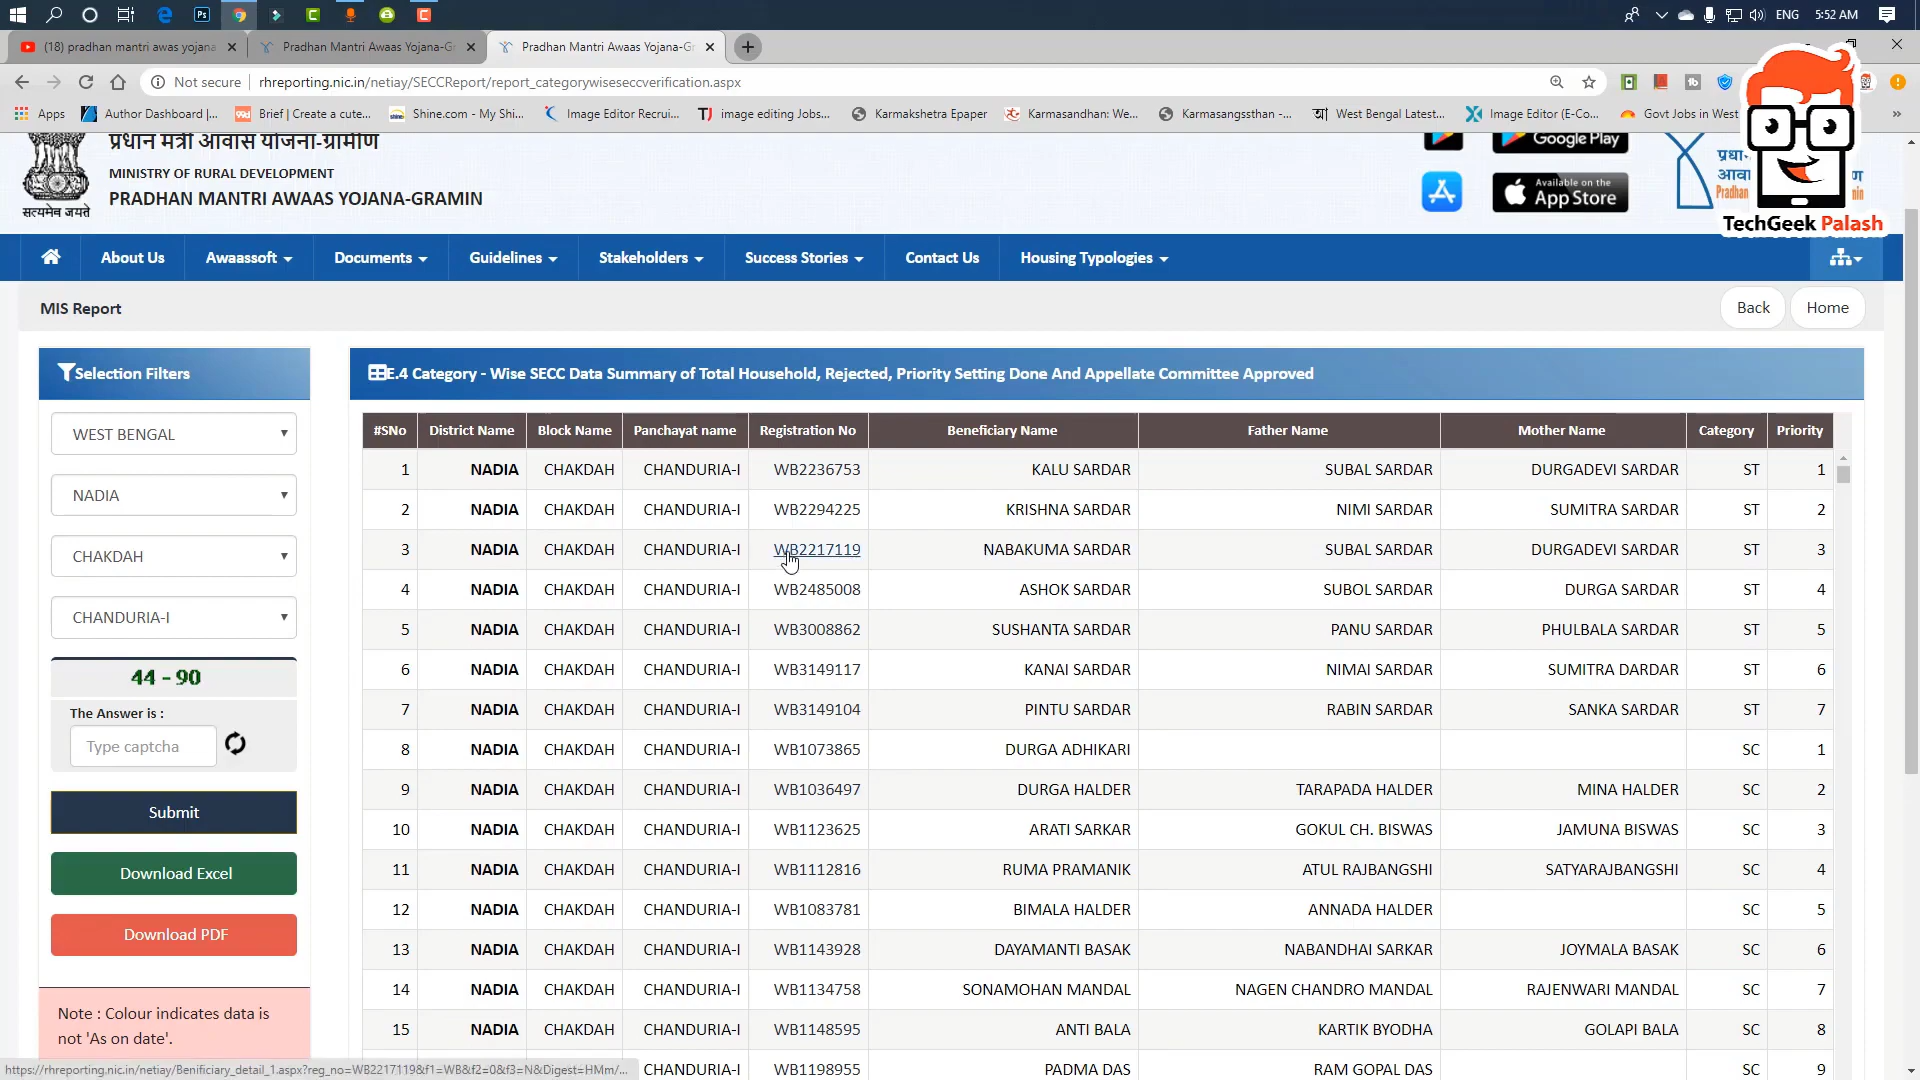 ENG
5:52 AM
(18) pradhan mantri awas yojana
Pradhan Mantri Awaas Yojana-G
Pradhan Mantri Awaas Yojana-G
Not secure | rhreporting.nic.in/netiay/SECCReport/report_categorywiseseccverification.aspx
Apps
Author Dashboard |...
Brief | Create a cute...
Shine.com - My Shi...
Image Editor Recrui...
image editing Jobs...
Karmakshetra Epaper
Karmasandhan: We...
Karmasangssthan -...
West Bengal Latest...
Image Editor (E-Co...
Govt Jobs in West
प्रधान मंत्री आवास योजना-ग्रामीण
MINISTRY OF RURAL DEVELOPMENT
PRADHAN MANTRI AWAAS YOJANA-GRAMIN
सत्यमेव जयते
Google Play
Available on the
App Store
TechGeek Palash
About Us
Awaassoft
Documents
Guidelines
Stakeholders
Success Stories
Contact Us
Housing Typologies
MIS Report
Back
Home
Selection Filters
WEST BENGAL
NADIA
CHAKDAH
CHANDURIA-I
44 - 90
The Answer is :
Type captcha
Submit
Download Excel
Download PDF
Note : Colour indicates data is
not 'As on date'.
E.4 Category - Wise SECC Data Summary of Total Household, Rejected, Priority Setting Done And Appellate Committee Approved
#SNo District Name Block Name Panchayat name Registration No Beneficiary Name Father Name Mother Name Category Priority
1 NADIA CHAKDAH CHANDURIA-I WB2236753 KALU SARDAR SUBAL SARDAR DURGADEVI SARDAR ST 1
2 NADIA CHAKDAH CHANDURIA-I WB2294225 KRISHNA SARDAR NIMI SARDAR SUMITRA SARDAR ST 2
3 NADIA CHAKDAH CHANDURIA-I WB2217119 NABAKUMA SARDAR SUBAL SARDAR DURGADEVI SARDAR ST 3
4 NADIA CHAKDAH CHANDURIA-I WB2485008 ASHOK SARDAR SUBOL SARDAR DURGA SARDAR ST 4
5 NADIA CHAKDAH CHANDURIA-I WB3008862 SUSHANTA SARDAR PANU SARDAR PHULBALA SARDAR ST 5
6 NADIA CHAKDAH CHANDURIA-I WB3149117 KANAI SARDAR NIMAI SARDAR SUMITRA DARDAR ST 6
7 NADIA CHAKDAH CHANDURIA-I WB3149104 PINTU SARDAR RABIN SARDAR SANKA SARDAR ST 7
8 NADIA CHAKDAH CHANDURIA-I WB1073865 DURGA ADHIKARI SC 1
9 NADIA CHAKDAH CHANDURIA-I WB1036497 DURGA HALDER TARAPADA HALDER MINA HALDER SC 2
10 NADIA CHAKDAH CHANDURIA-I WB1123625 ARATI SARKAR GOKUL CH. BISWAS JAMUNA BISWAS SC 3
11 NADIA CHAKDAH CHANDURIA-I WB1112816 RUMA PRAMANIK ATUL RAJBANGSHI SATYARAJBANGSHI SC 4
12 NADIA CHAKDAH CHANDURIA-I WB1083781 BIMALA HALDER ANNADA HALDER SC 5
13 NADIA CHAKDAH CHANDURIA-I WB1143928 DAYAMANTI BASAK NABANDHAI SARKAR JOYMALA BASAK SC 6
14 NADIA CHAKDAH CHANDURIA-I WB1134758 SONAMOHAN MANDAL NAGEN CHANDRO MANDAL RAJENWARI MANDAL SC 7
15 NADIA CHAKDAH CHANDURIA-I WB1148595 ANTI BALA KARTIK BYODHA GOLAPI BALA SC 8
CHANDURIA-I WB1198955 PADMA DAS RAM GOPAL DAS SC 9
https://rhreporting.nic.in/netiay/Benificiary_detail_1.aspx?reg_no=WB2217119&f1=WB&f2=0&f3=N&Digest=HMm/...